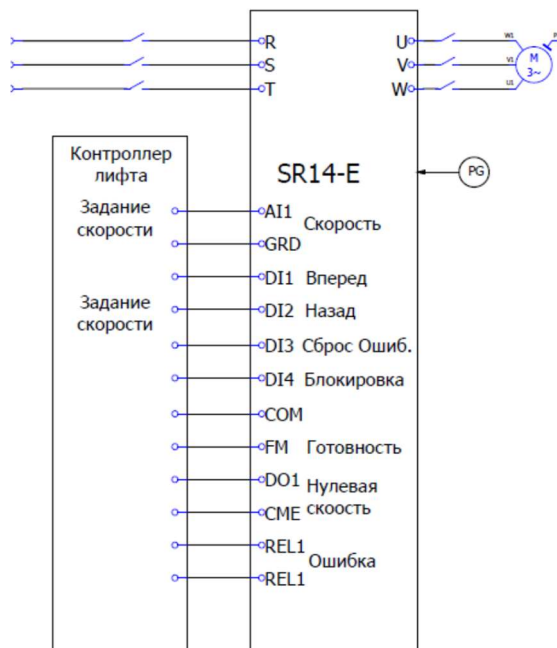 R
U
W1
S
V
V1
M
3~
T
W
U1
Контроллер
лифта
SR14-E
PG
Задание
скорости
AI1
Скорость
GRD
DI1 Вперед
Задание
скорости
DI2 Назад
DI3 Сброс Ошиб.
DI4 Блокировка
COM
FM Готовность
DO1
Нулевая
скоость
CME
REL1
Ошибка
REL1